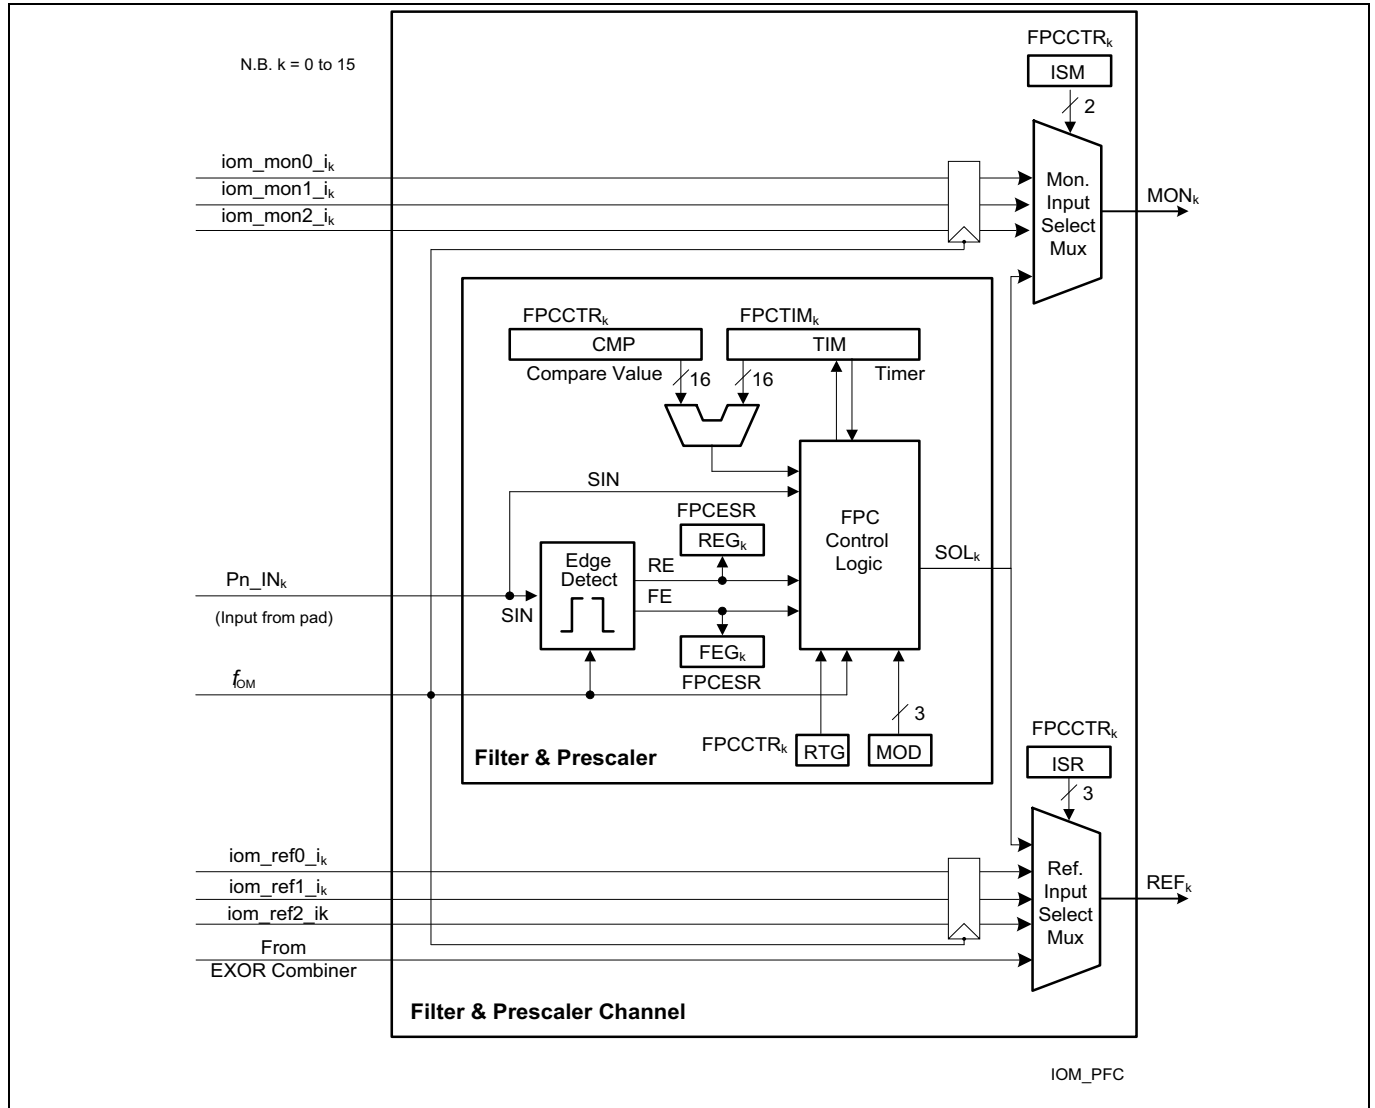 N.B. k = 0 to 15
FPCCTRk
ISM
2
iom_mon0_ik
iom_mon1_ik
iom_mon2_ik
Mon.
Input
Select
Mux
MONk
FPCCTRk
CMP
Compare Value
16
FPCTIMk
TIM
16
Timer
SIN
FPCESR
REGk
FPC
Control
Logic
SOLk
Edge
Detect
RE
FE
Pn_INk
(Input from pad)
SIN
FEGk
FPCESR
fIOM
3
FPCCTRk
RTG
MOD
Filter & Prescaler
FPCCTRk
ISR
3
iom_ref0_ik
iom_ref1_ik
iom_ref2_ik
From
EXOR Combiner
Ref.
Input
Select
Mux
REFk
Filter & Prescaler Channel
IOM_PFC